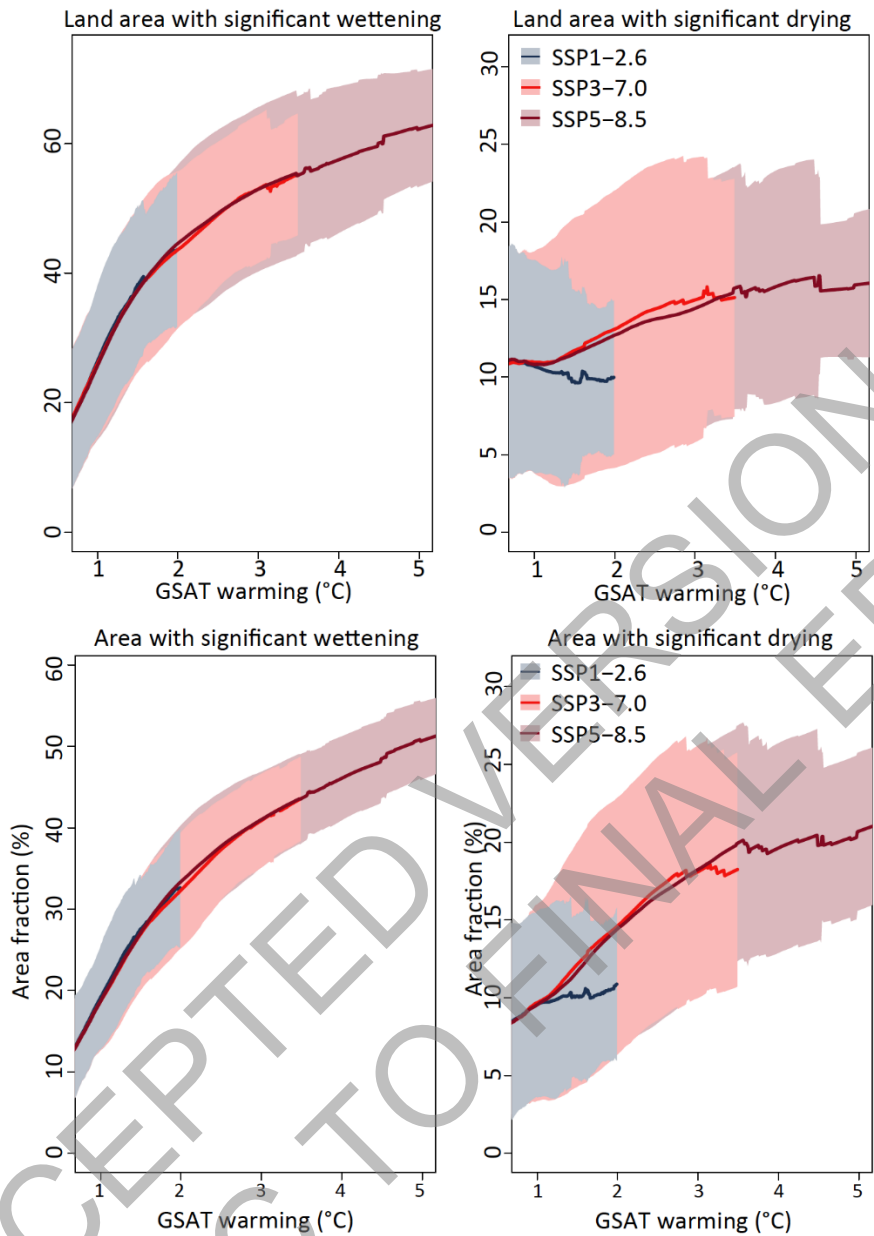 Land area with significant wettening
60
40
20
0
1 2 3 4 5
GSAT warming (°C)
Land area with significant drying
SSP1−2.6
SSP3−7.0
SSP5−8.5
30
25
20
15
10
5
0
1 2 3 4 5
GSAT warming (°C)
Area with significant wettening
Area fraction (%)
60
50
40
30
20
10
0
1 2 3 4 5
GSAT warming (°C)
Area with significant drying
SSP1−2.6
SSP3−7.0
SSP5−8.5
Area fraction (%)
30
25
20
15
10
5
0
1 2 3 4 5
GSAT warming (°C)
CEPTED VERSION
C TO FINAL ED